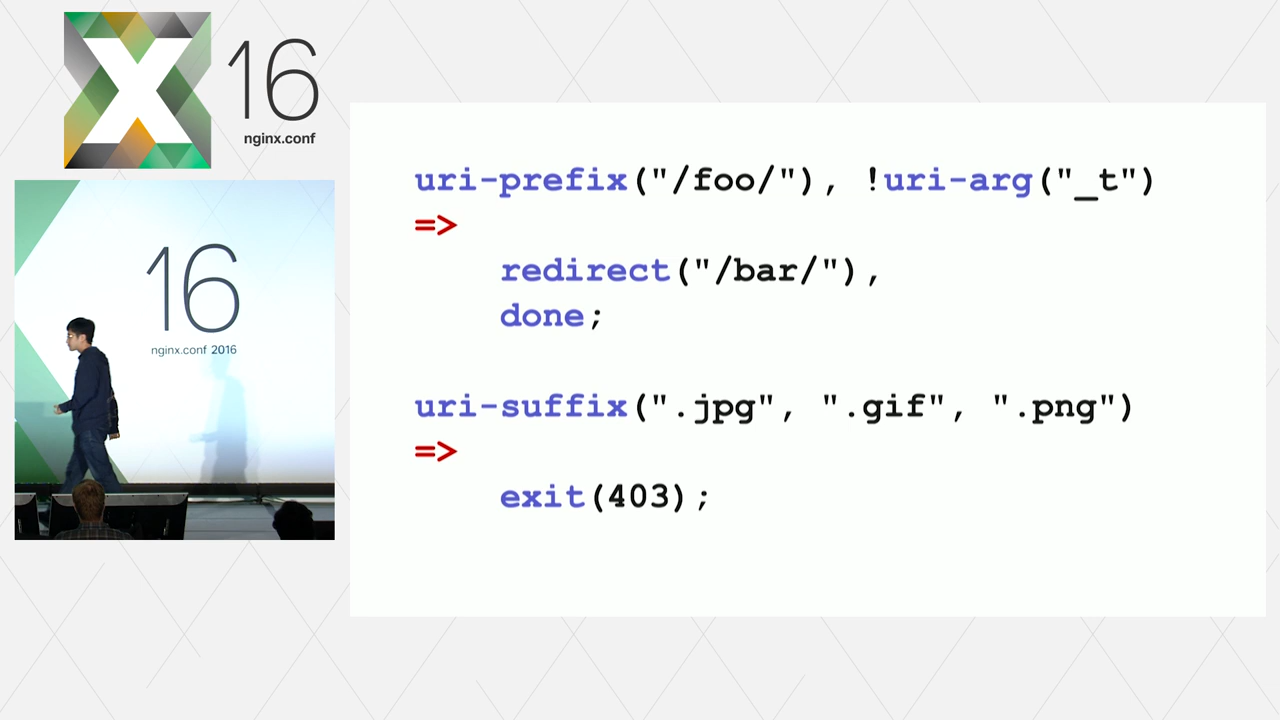 X 16
nginx.conf
16
nginx.conf 2016
uri-prefix("/foo/"), !uri-arg("_t")
=>
redirect("/bar/"),
done;
uri-suffix(".jpg", ".gif", ".png")
=>
exit(403);